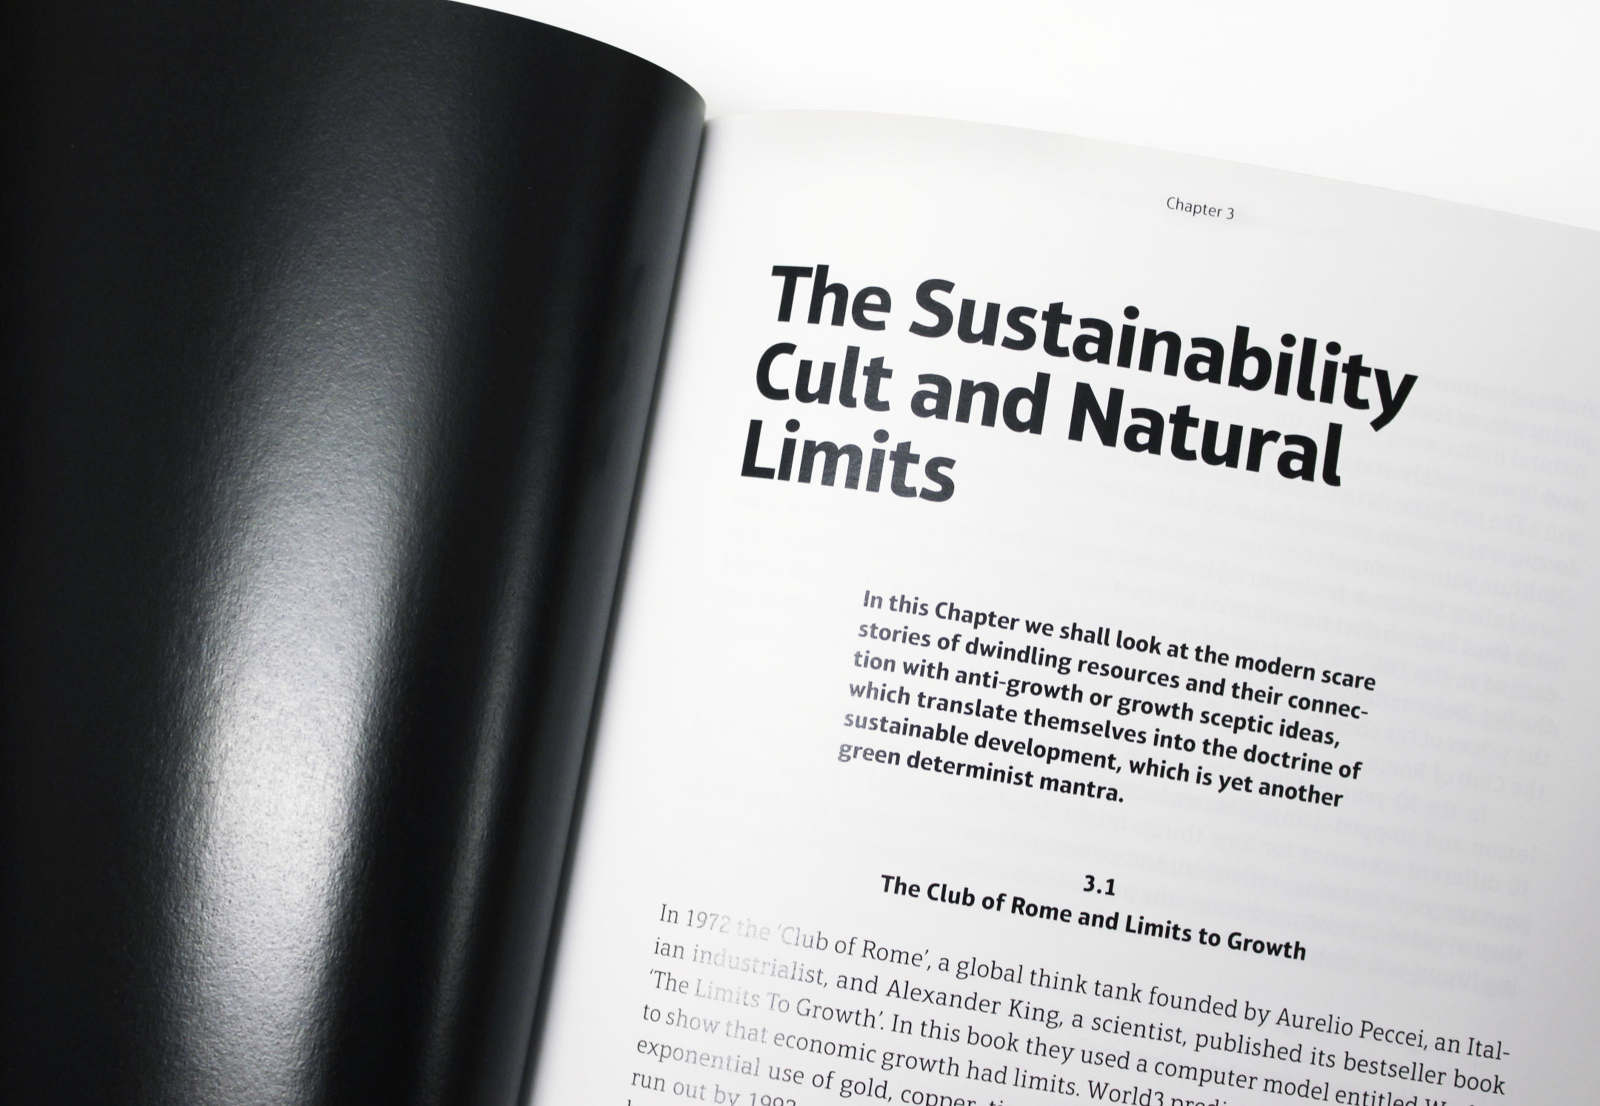 Chapter 3
The Sustainability
Cult and Natural
Limits
In this Chapter we shall look at the modern scare
stories of dwindling resources and their connec-
tion with anti-growth or growth sceptic ideas,
which translate themselves into the doctrine of
sustainable development, which is yet another
green determinist mantra.
3.1
The Club of Rome and Limits to Growth
In 1972 the ‘Club of Rome’, a global think tank founded by Aurelio Peccei, an Ital-
ian industrialist, and Alexander King, a scientist, published its bestseller book
‘The Limits To Growth’. In this book they used a computer model entitled
to show that economic growth had limits. World3
exponential use of gold, copper,
run out by